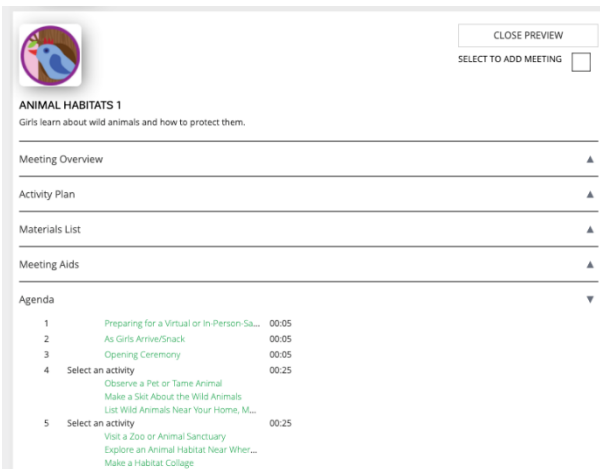 CLOSE PREVIEW
SELECT TO ADD MEETING
ANIMAL HABITATS 1
Girls learn about wild animals and how to protect them.
Meeting Overview
Activity Plan
Materials List
Meeting Aids
Agenda
1 Preparing for a Virtual or In-Person-Sa... 00:05
2 As Girls Arrive/Snack 00:05
3 Opening Ceremony 00:05
4 Select an activity 00:25
Observe a Pet or Tame Animal
Make a Skit About the Wild Animals
List Wild Animals Near Your Home, M...
5 Select an activity 00:25
Visit a Zoo or Animal Sanctuary
Explore an Animal Habitat Near Wher...
Make a Habitat Collage